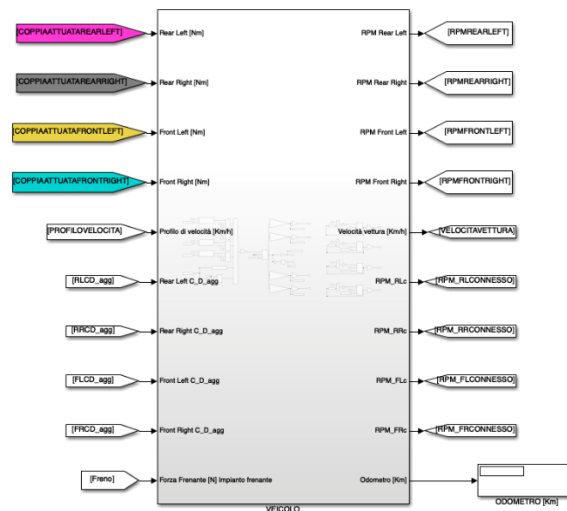 [COPPIAATTUATAREARLEFT] Rear Left [Nm] RPM Rear Left [RPMREARLEFT]
[COPPIAATTUATAREARRIGHT] Rear Right [Nm] RPM Rear Right [RPMREARRIGHT]
[COPPIAATTUATAFRONTLEFT] Front Left [Nm] RPM Front Left [RPMFRONTLEFT]
[COPPIAATTUATAFRONTRIGHT] Front Right [Nm] RPM Front Right [RPMFRONTRIGHT]
[PROFILOVELOCITA] Profilo di velocità [Km/h] Velocità vettura [Km/h] [VELOCITAVETTURA]
[RLCD_agg] Rear Left C_D_agg RPM_RLc [RPM_RLCONNESSO]
[RRCD_agg] Rear Right C_D_agg RPM_RRc [RPM_RRCONNESSO]
[FLCD_agg] Front Left C_D_agg RPM_FLc [RPM_FLCONNESSO]
[FRCD_agg] Front Right C_D_agg RPM_FRc [RPM_FRCONNESSO]
[Freno] Forza Frenante [N] Impianto frenante Odometro [Km]
ODOMETRO [Km]
VEICOLO